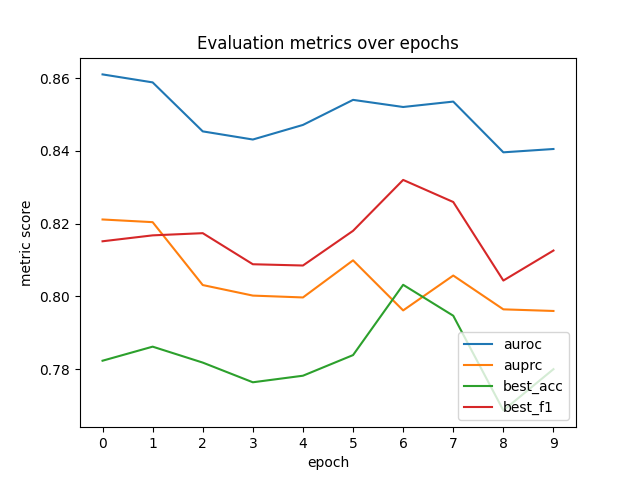 Evaluation metrics over epochs
metric score
0.86
0.84
0.82
0.80
0.78
auroc
auprc
best_acc
best_f1
0 1 2 3 4 5 6 7 8 9
epoch